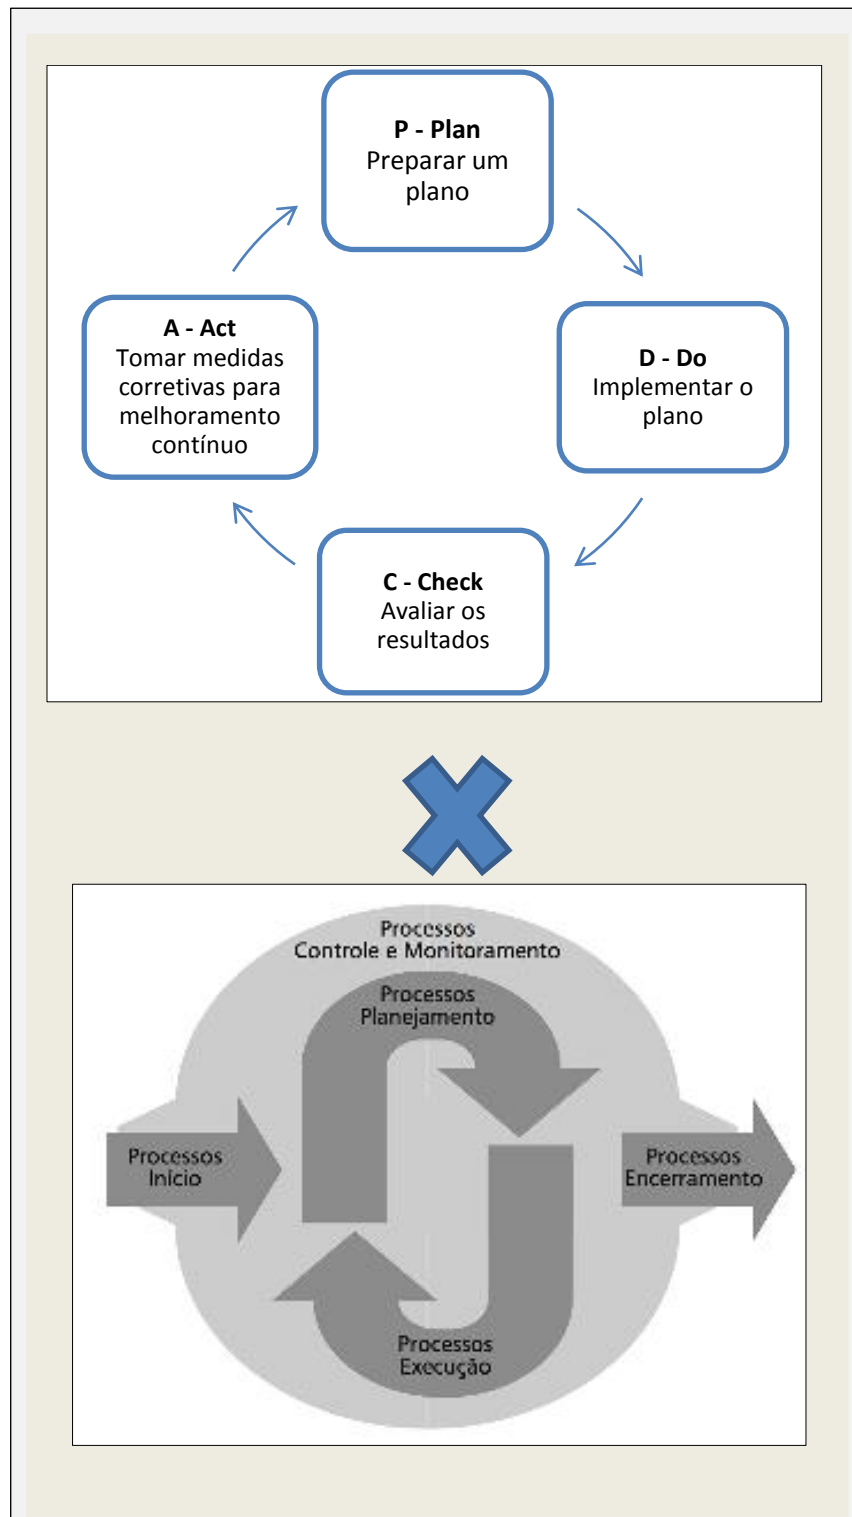 P - Plan
Preparar um
plano
A - Act
Tomar medidas
corretivas para
melhoramento
contínuo
D - Do
Implementar o
plano
C - Check
Avaliar os
resultados
Processos
Controle e Monitoramento
Processos
Planejamento
Processos
Início
Processos
Encerramento
Processos
Execução